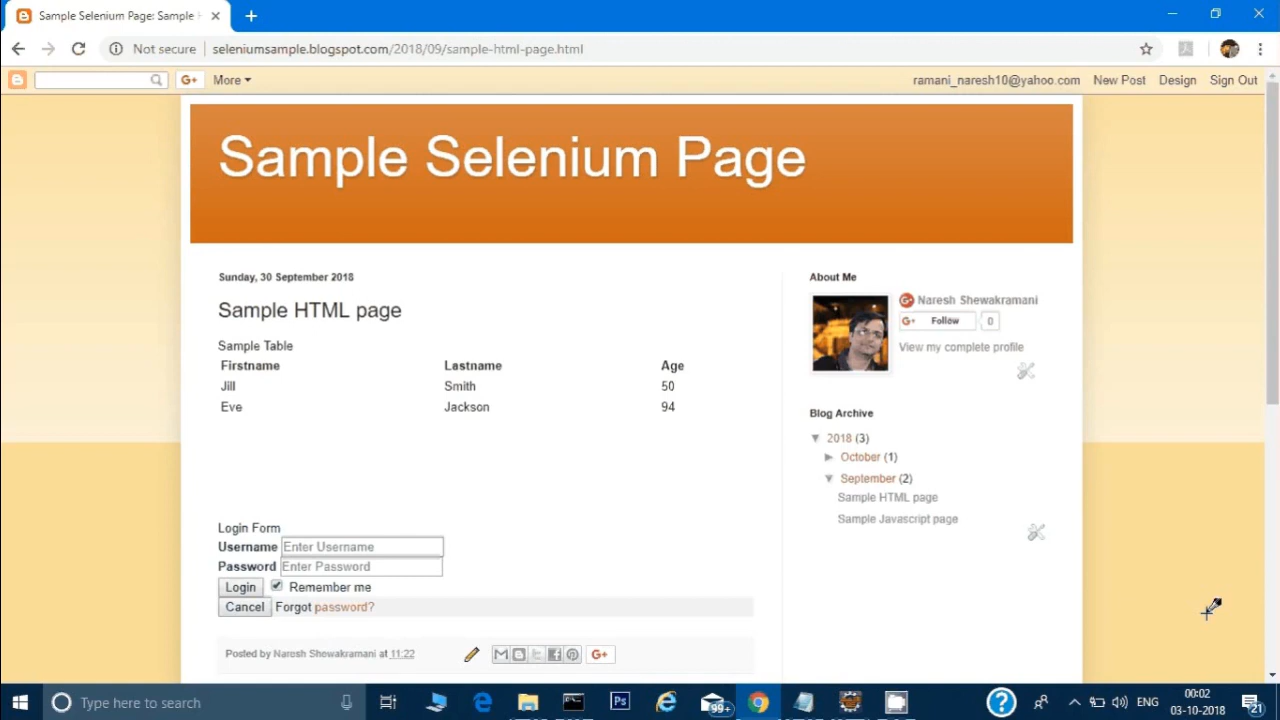 Sample Selenium Page: Sample H
Not secure seleniumsample.blogspot.com/2018/09/sample-html-page.html
G+ More ramani_naresh10@yahoo.com New Post Design Sign Out
Sample Selenium Page
Sunday, 30 September 2018
Sample HTML page
Sample Table
Firstname Lastname Age
Jill Smith 50
Eve Jackson 94
Login Form
Username Enter Username
Password Enter Password
Login Remember me
Cancel Forgot password?
Posted by Naresh Shewakramani at 11:22 G+
About Me
G+ Naresh Shewakramani
G+ Follow 0
View my complete profile
Blog Archive
▼ 2018 (3)
► October (1)
▼ September (2)
Sample HTML page
Sample Javascript page
Type here to search Ps 99+ ? ENG 00:02
03-10-2018 21